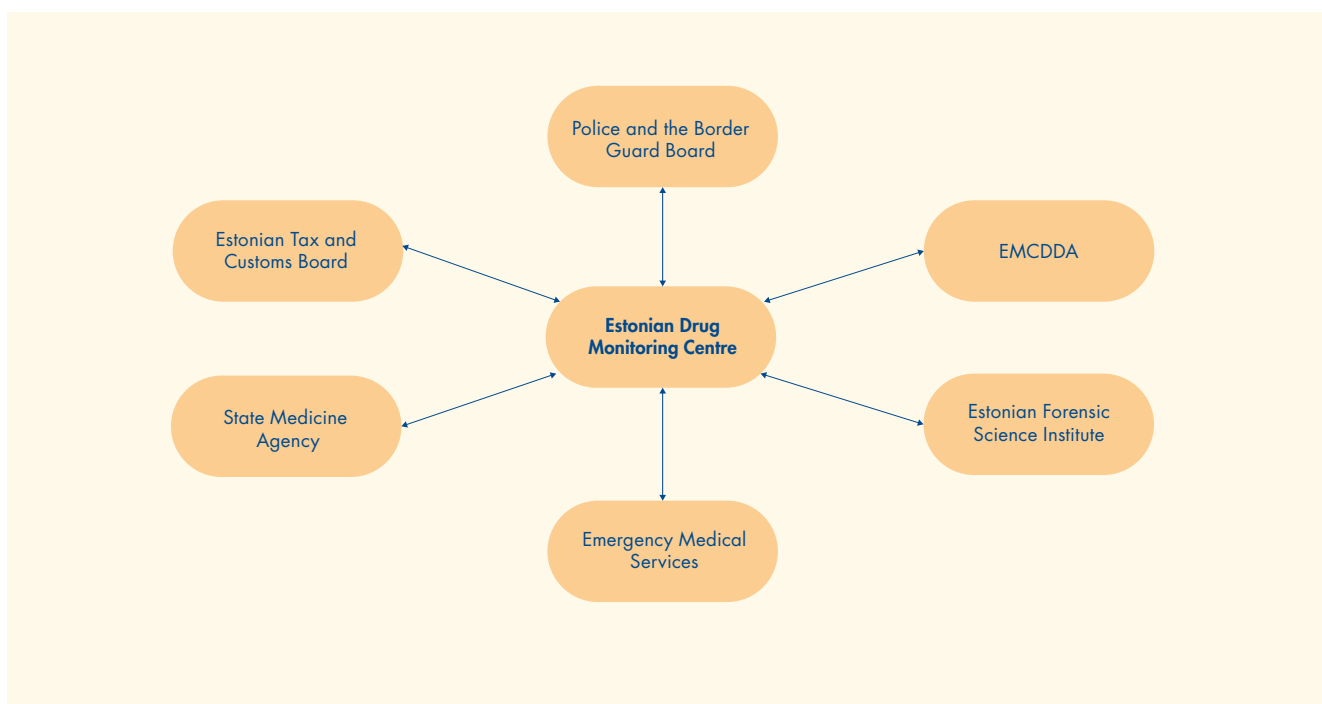 Police and the Border
Guard Board
Estonian Tax and
Customs Board
EMCDDA
Estonian Drug
Monitoring Centre
State Medicine
Agency
Estonian Forensic
Science Institute
Emergency Medical
Services